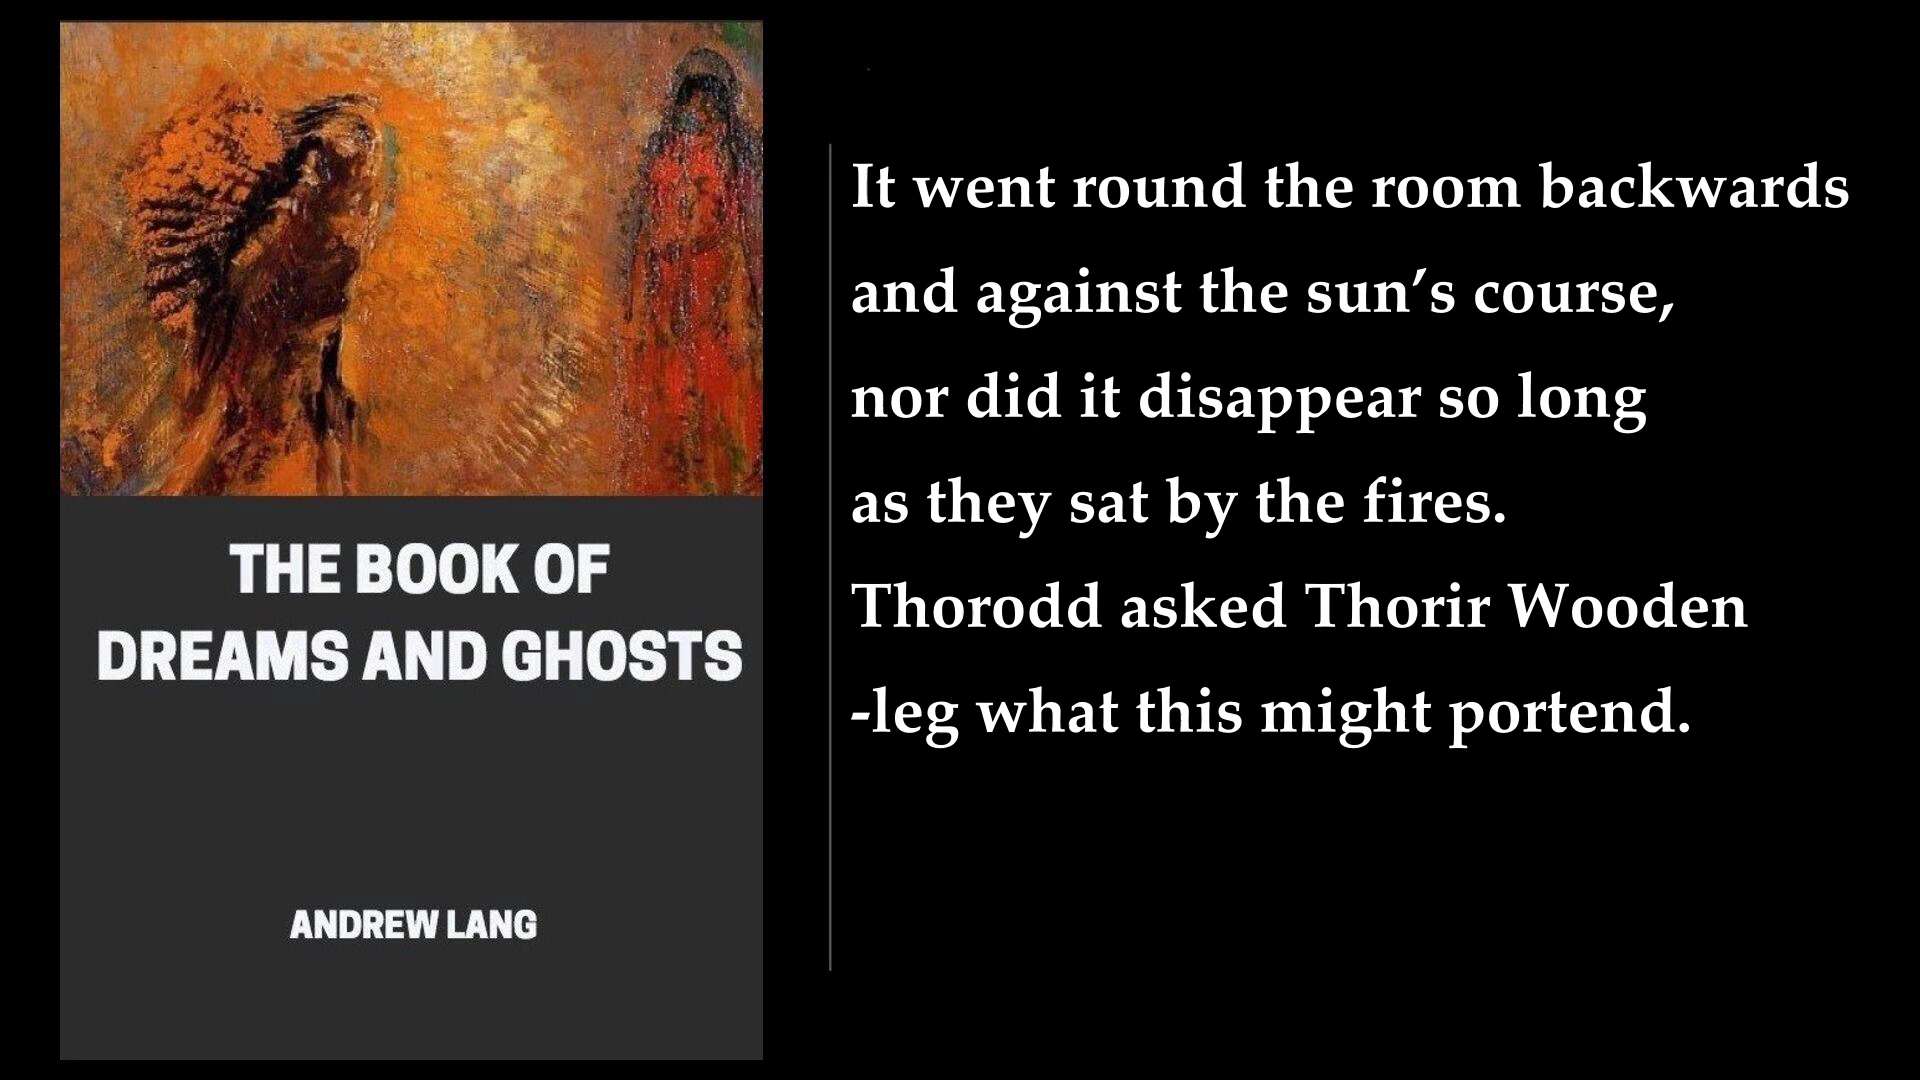 THE BOOK OF
DREAMS AND GHOSTS
ANDREW LANG
It went round the room backwards
and against the sun’s course,
nor did it disappear so long
as they sat by the fires.
Thorodd asked Thorir Wooden
-leg what this might portend.